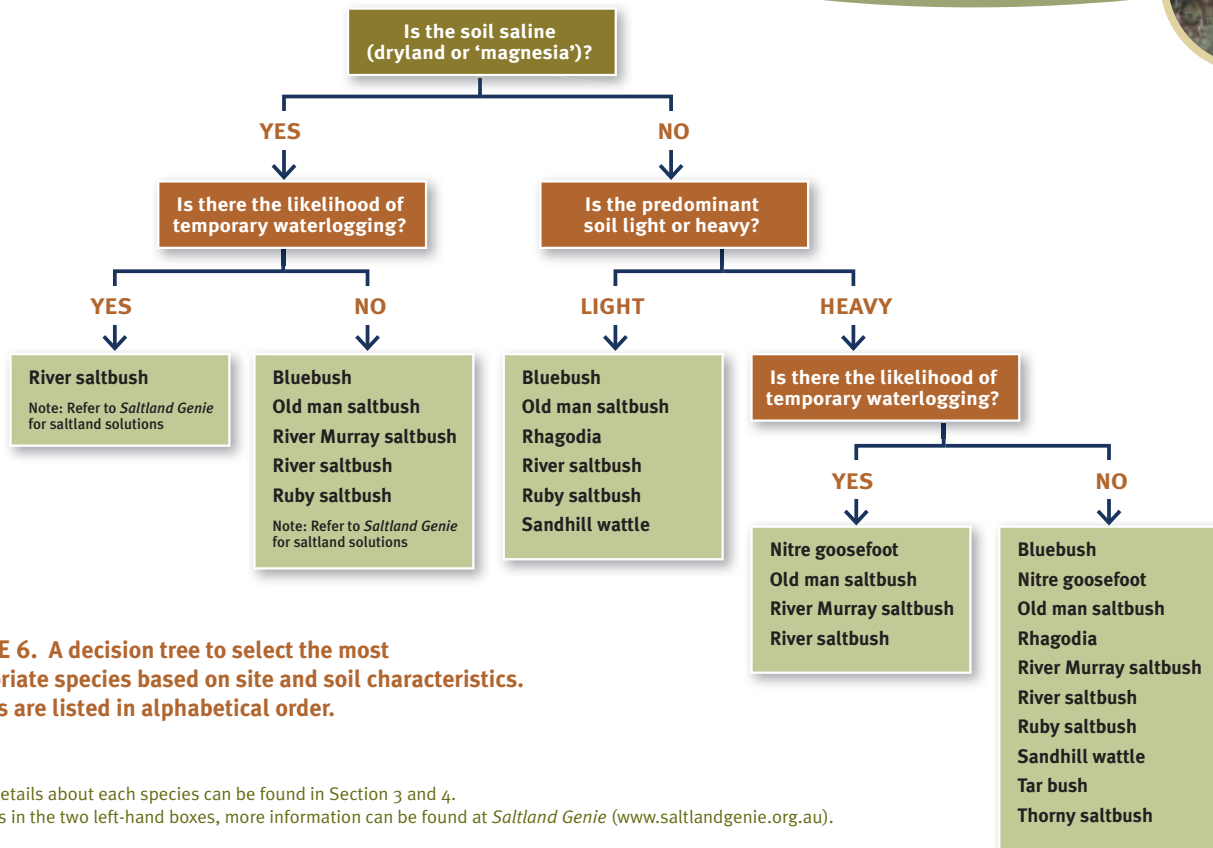 Is the soil saline
(dryland or ‘magnesia’)?
YES
NO
Is there the likelihood of
temporary waterlogging?
Is the predominant
soil light or heavy?
YES
NO
LIGHT
HEAVY
River saltbush
Note: Refer to Saltland Genie
for saltland solutions
Bluebush
Old man saltbush
River Murray saltbush
River saltbush
Ruby saltbush
Note: Refer to Saltland Genie
for saltland solutions
Bluebush
Old man saltbush
Rhagodia
River saltbush
Ruby saltbush
Sandhill wattle
Is there the likelihood of
temporary waterlogging?
YES
NO
Nitre goosefoot
Old man saltbush
River Murray saltbush
River saltbush
Bluebush
Nitre goosefoot
Old man saltbush
Rhagodia
River Murray saltbush
River saltbush
Ruby saltbush
Sandhill wattle
Tar bush
Thorny saltbush
6. A decision tree to select the most
species based on site and soil characteristics.
are listed in alphabetical order.
about each species can be found in Section 3 and 4.
in the two left-hand boxes, more information can be found at Saltland Genie (www.saltlandgenie.org.au).